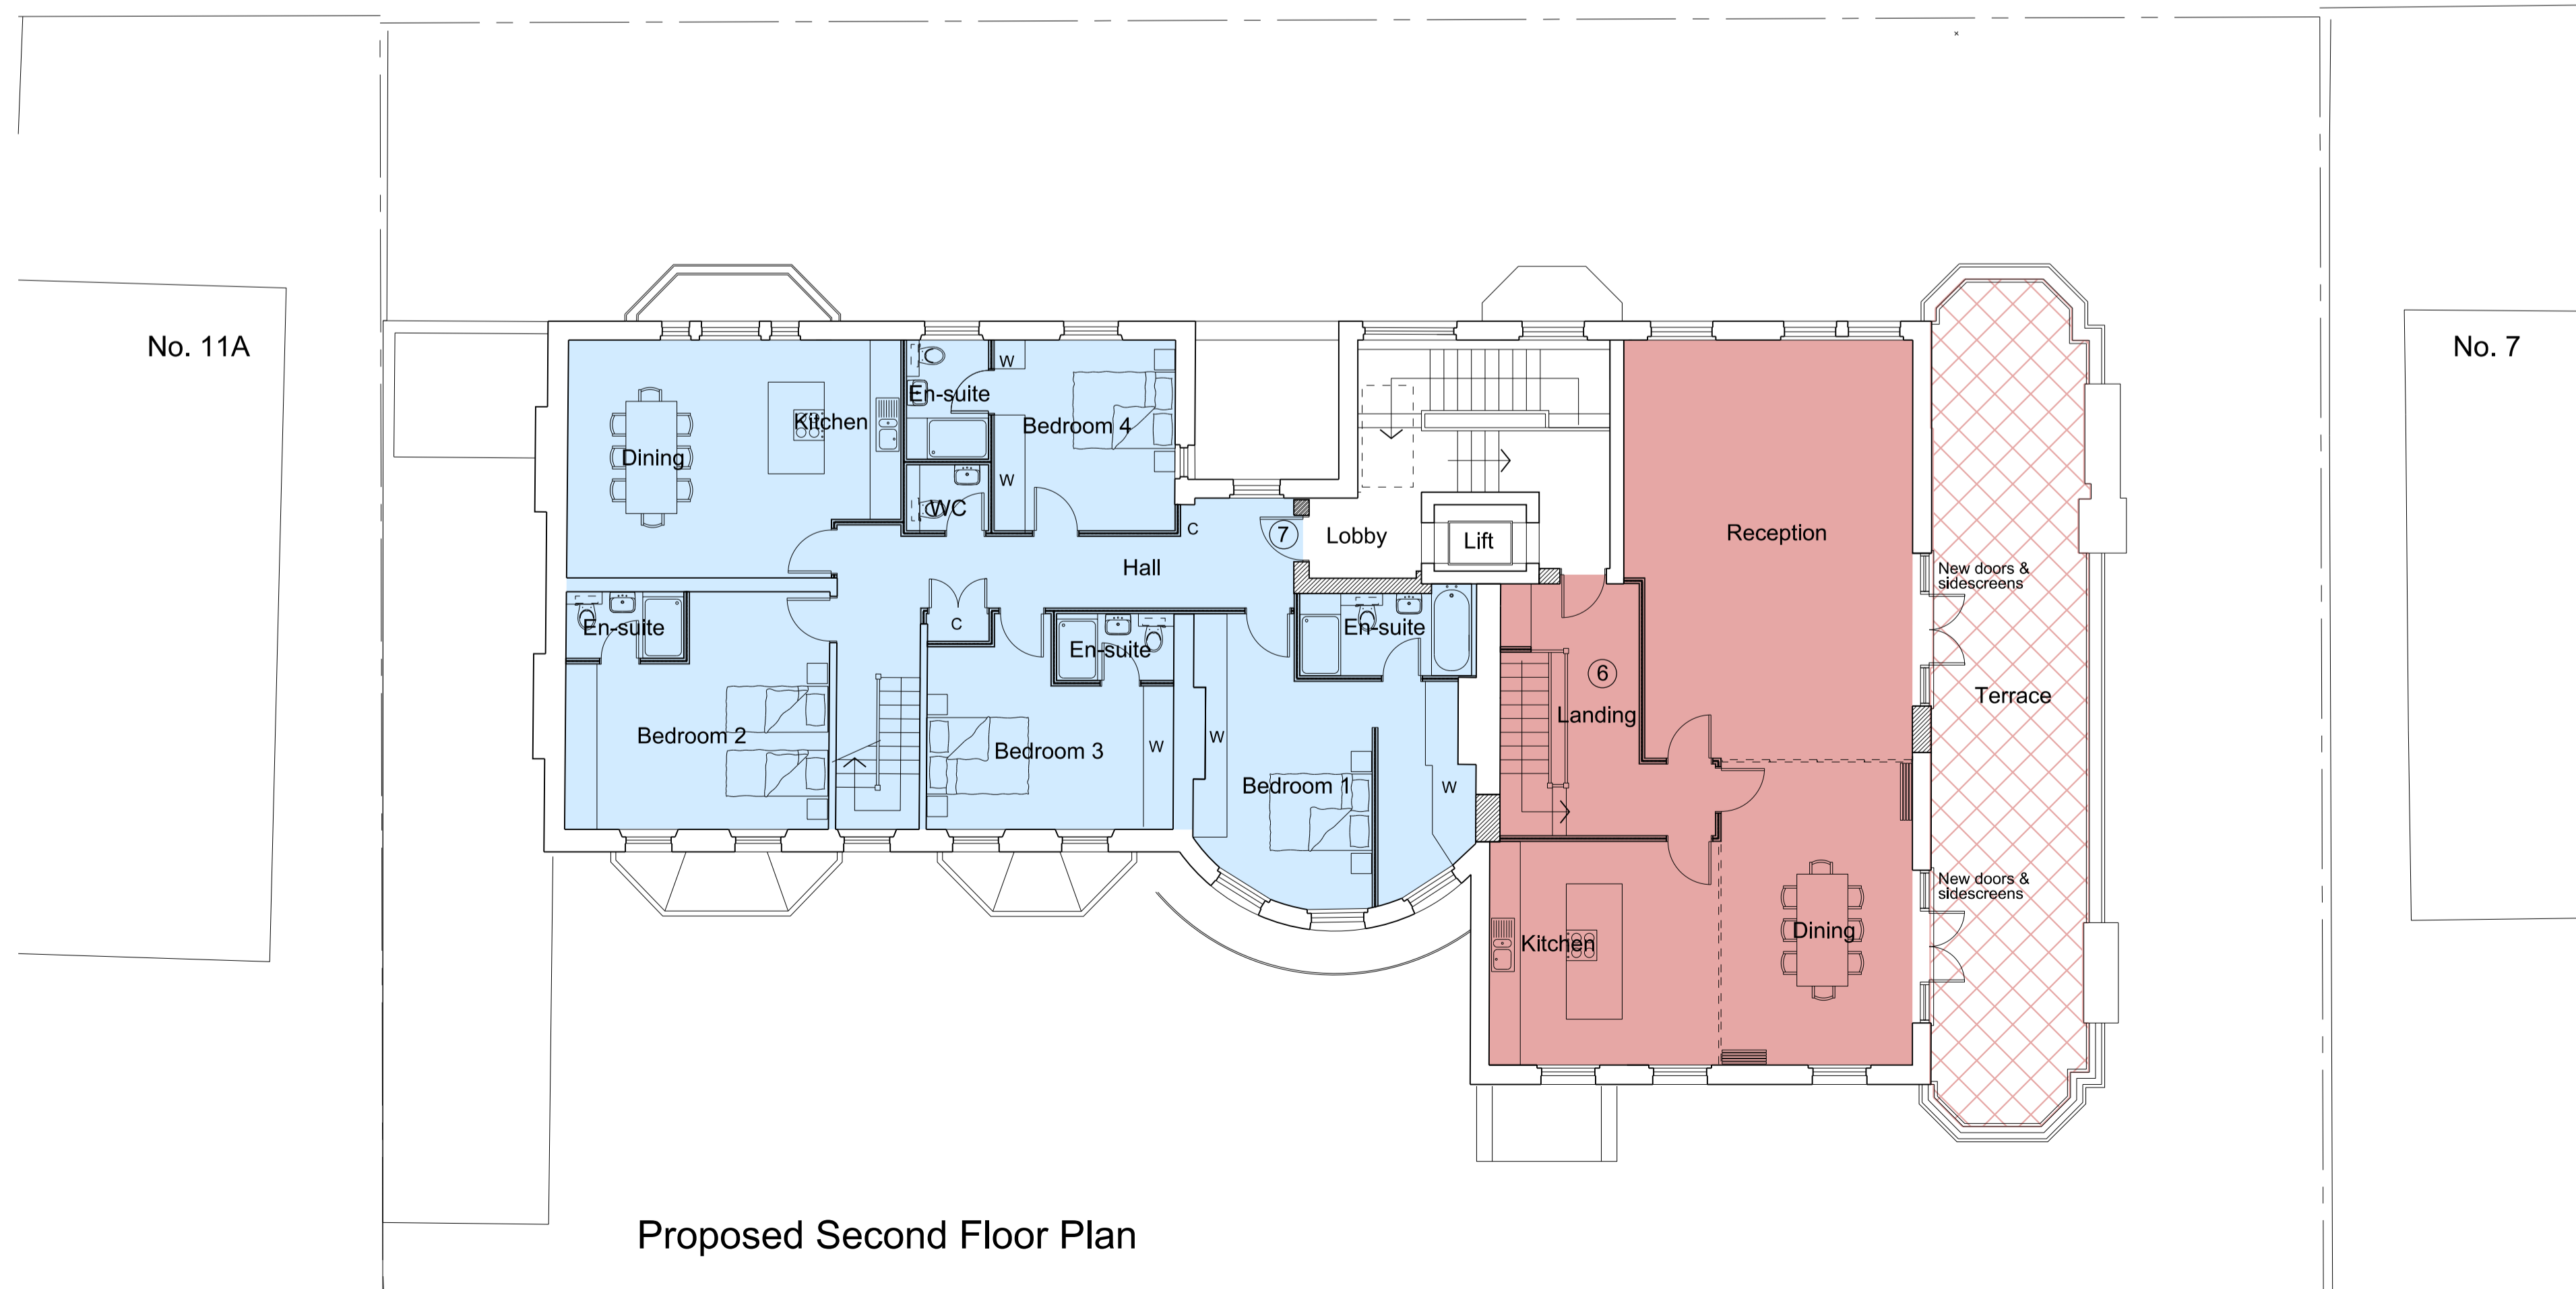 No. 11A
No. 7
Kitchen
Dining
En-suite
W
Bedroom 4
W
WC
C
7
Lobby
Lift
Hall
Reception
New doors &
sidescreens
Terrace
En-suite
C
En-suite
En-suite
6
Landing
Bedroom 2
Bedroom 3
W
W
Bedroom 1
W
New doors &
sidescreens
Kitchen
Dining
Proposed Second Floor Plan